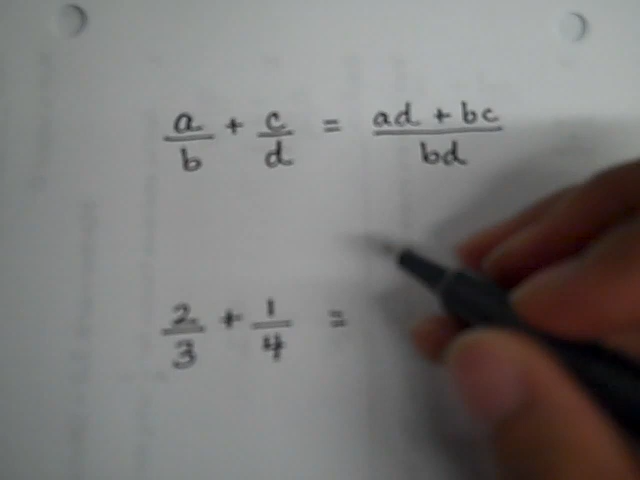 a/b + c/d = ad + bc/bd
2/3 + 1/4 =